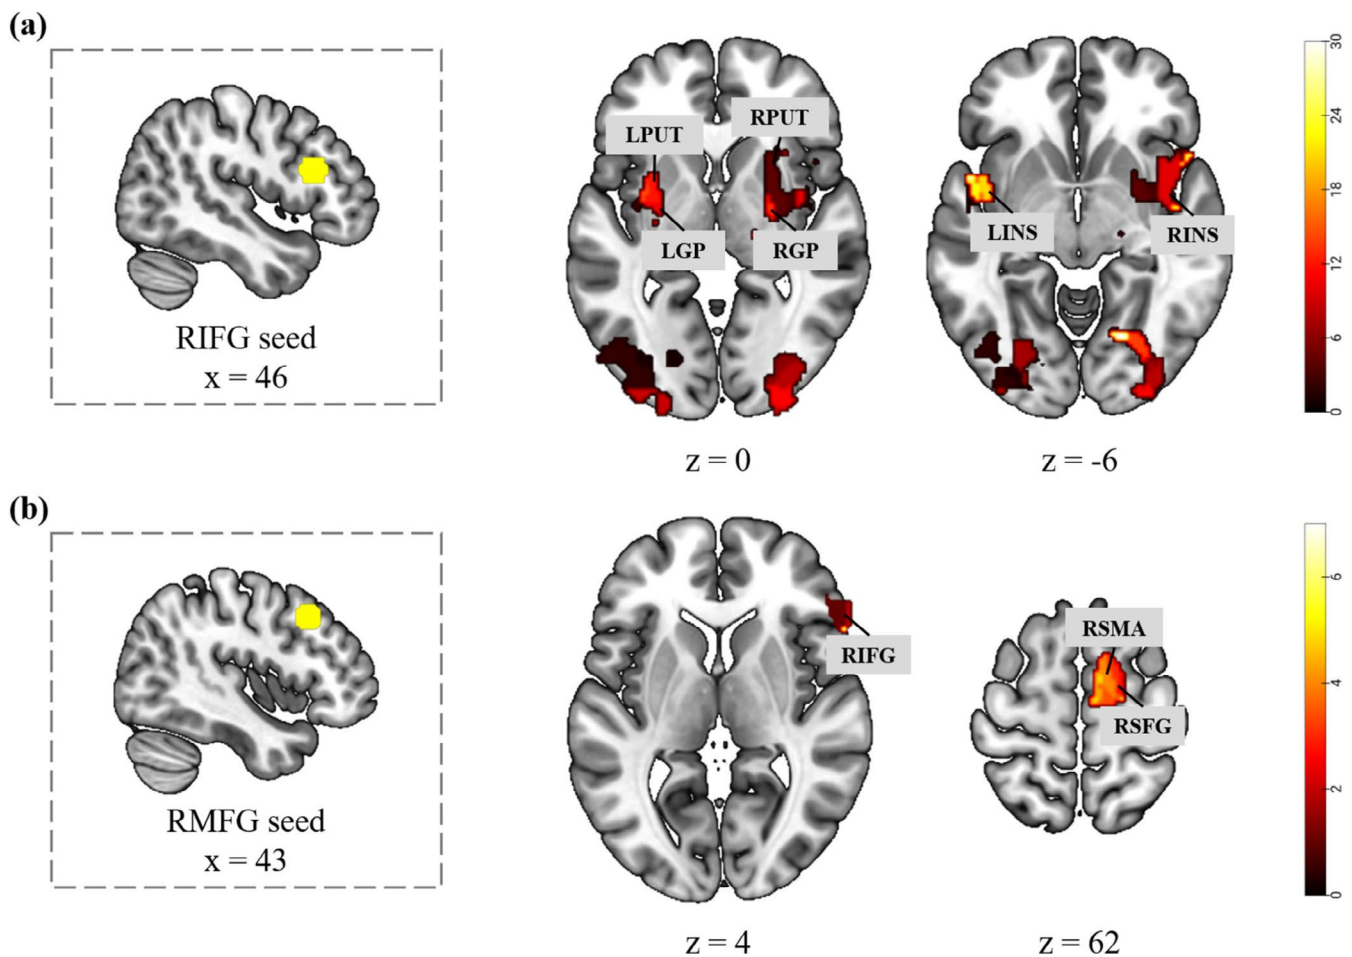 (a)
LPUT
RPUT
LGP
RGP
LINS
RINS
RIFG seed
x = 46
z = 0
z = -6
30
24
18
12
6
0
(b)
RIFG
RSMA
RSFG
RMFG seed
x = 43
z = 4
z = 62
6
4
2
0